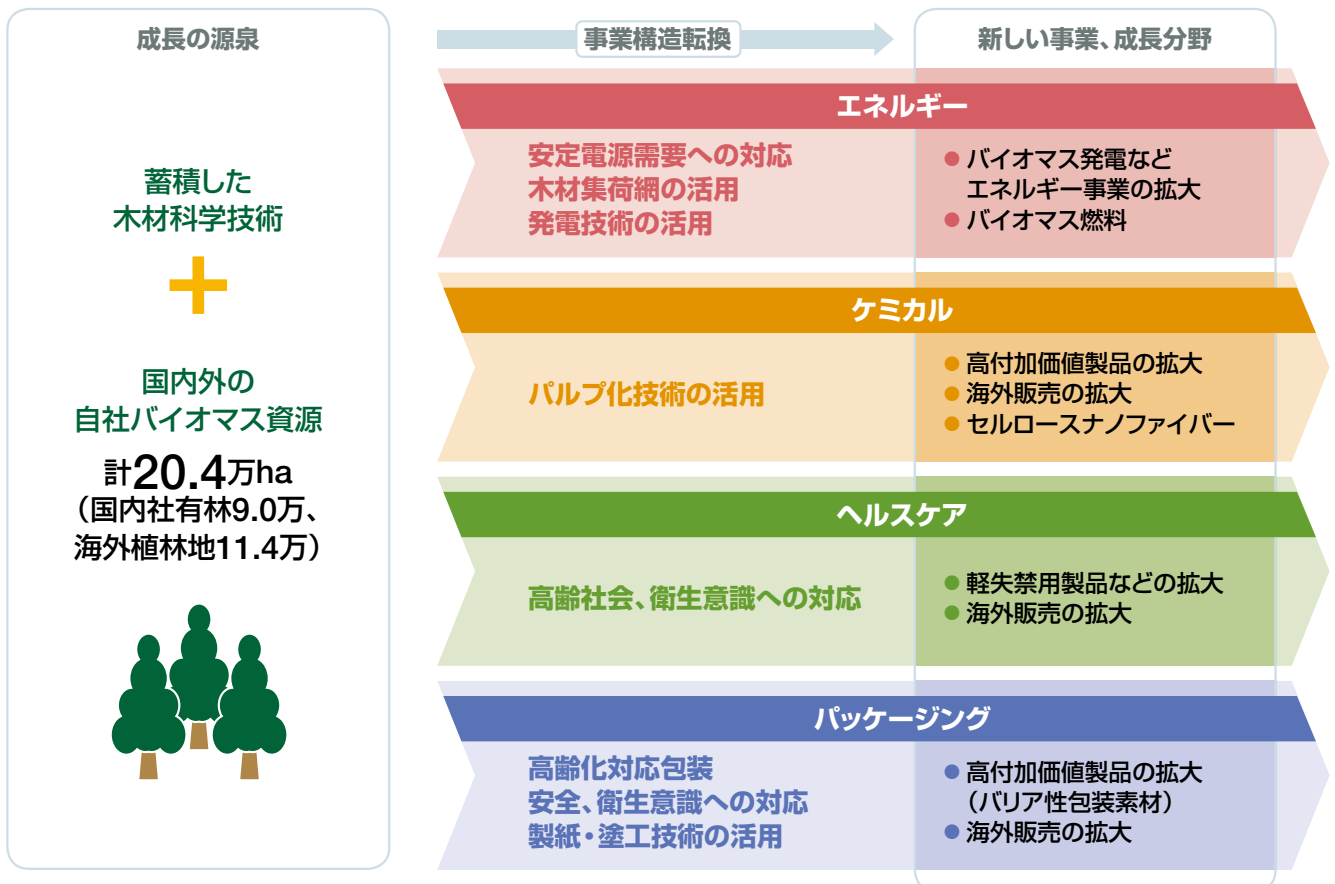 成長の源泉
蓄積した
木材科学技術
+
国内外の
自社バイオマス資源
計20.4万ha
（国内社有林9.0万、
海外植林地11.4万）
事業構造転換
新しい事業、成長分野
エネルギー
安定電源需要への対応
木材集荷網の活用
発電技術の活用
● バイオマス発電など
エネルギー事業の拡大
● バイオマス燃料
ケミカル
パルプ化技術の活用
● 高付加価値製品の拡大
● 海外販売の拡大
● セルロースナノファイバー
ヘルスケア
高齢社会、衛生意識への対応
● 軽失禁用製品などの拡大
● 海外販売の拡大
パッケージング
高齢化対応包装
安全、衛生意識への対応
製紙・塗工技術の活用
● 高付加価値製品の拡大
（バリア性包装素材）
● 海外販売の拡大